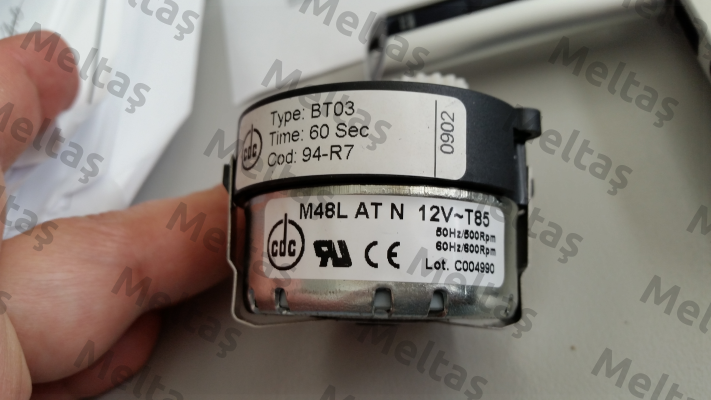 Type: BT03
Time: 60 Sec
Cod: 94-R7
0902
cdc
M48L AT N 12V~T85
50Hz/500Rpm
60Hz/600Rpm
Lot. C004990
cdc
CE
Meltaş